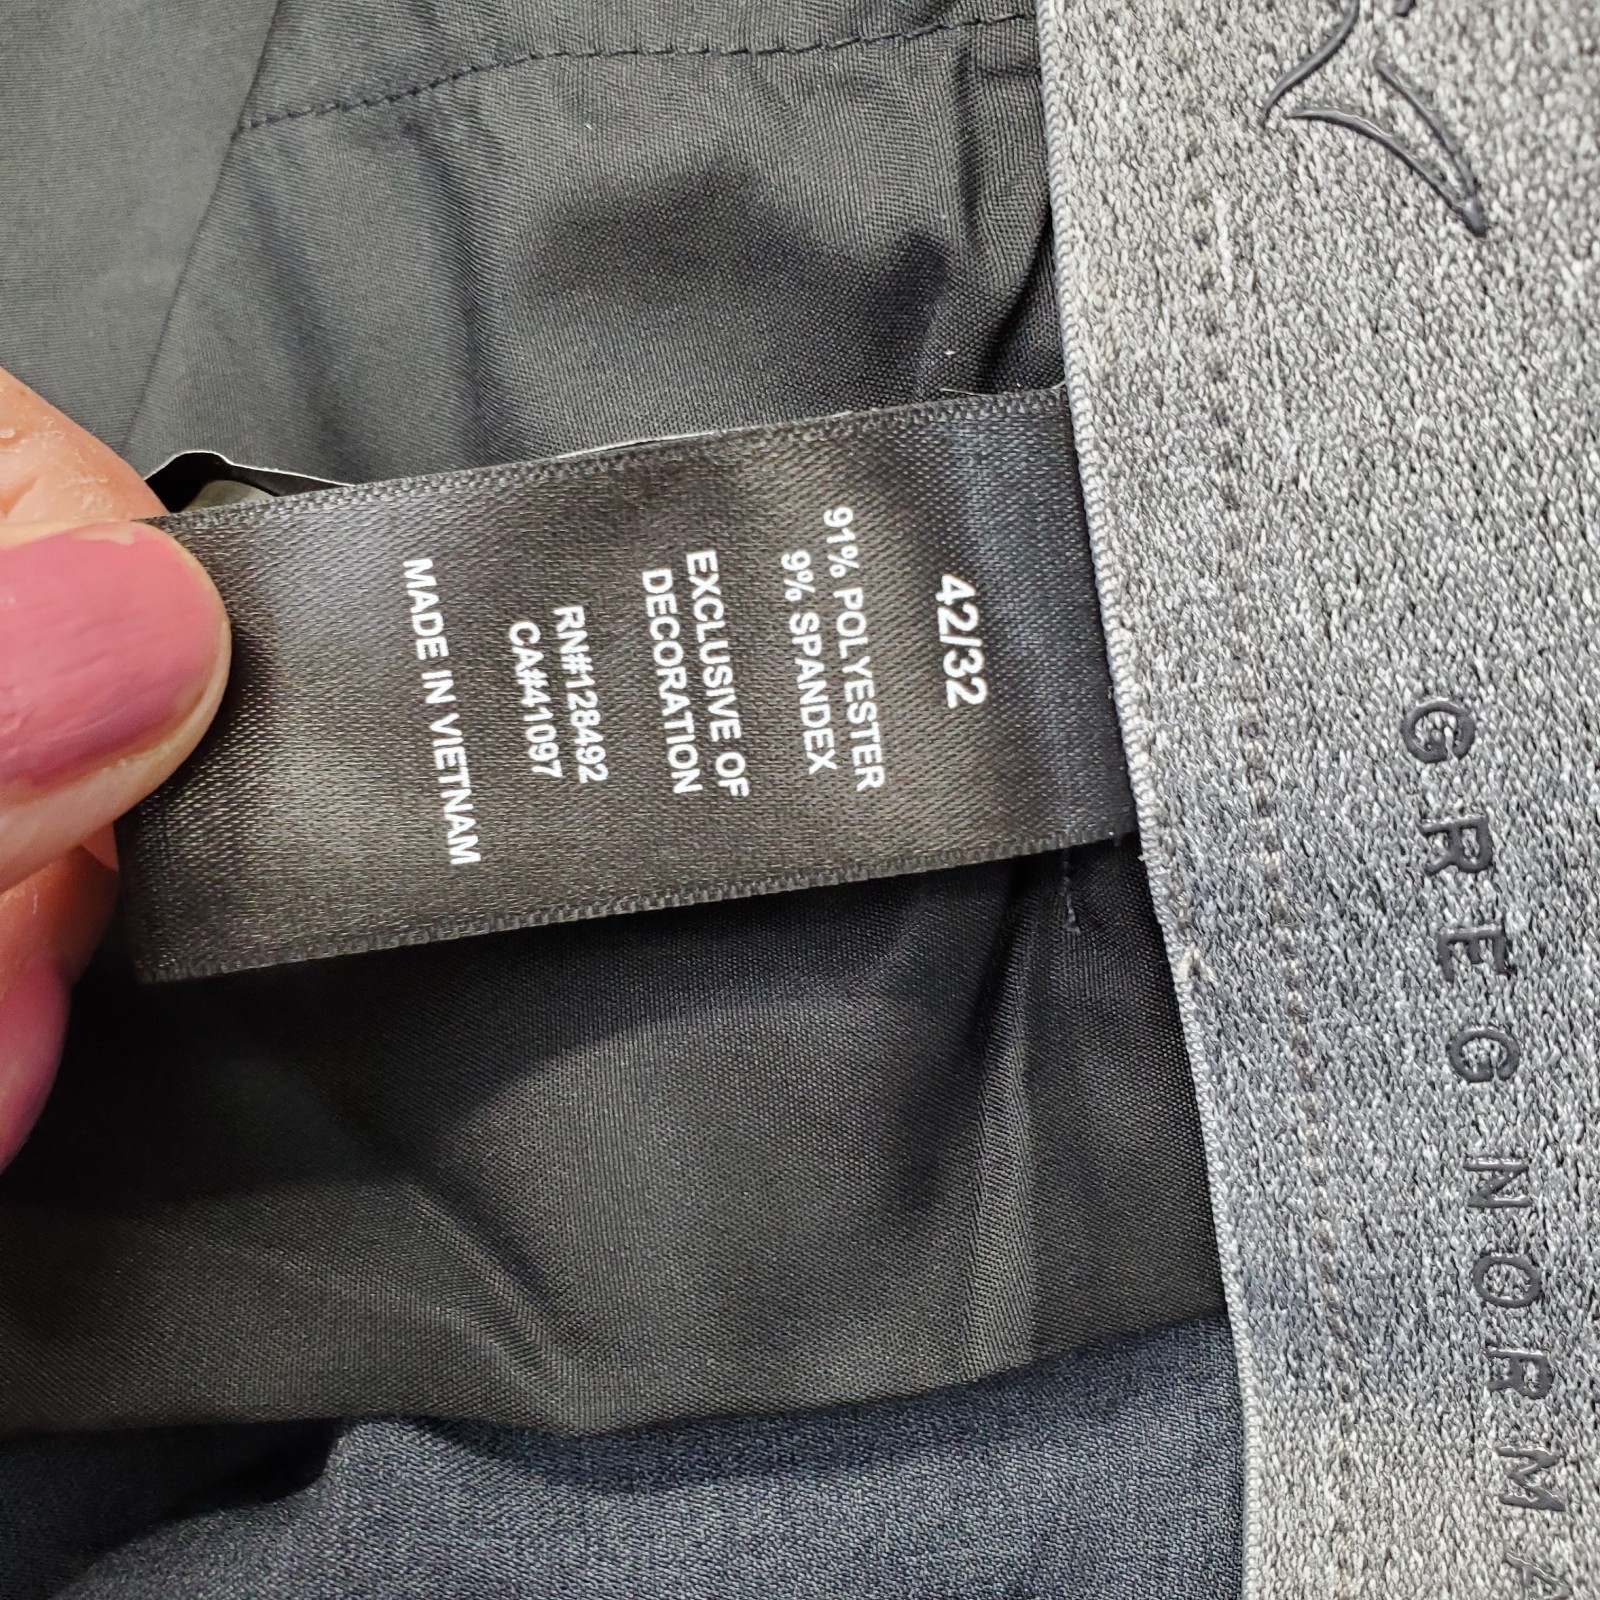 42/32
91% POLYESTER
9% SPANDEX
EXCLUSIVE OF
DECORATION
RN#128492
CA#41097
MADE IN VIETNAM
GREG NORMA